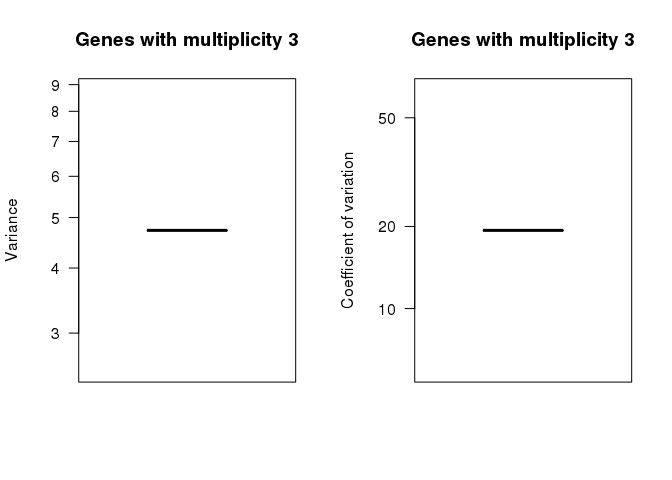 Genes with multiplicity 3
Variance
9
8
7
6
5
4
3
Genes with multiplicity 3
Coefficient of variation
50
20
10